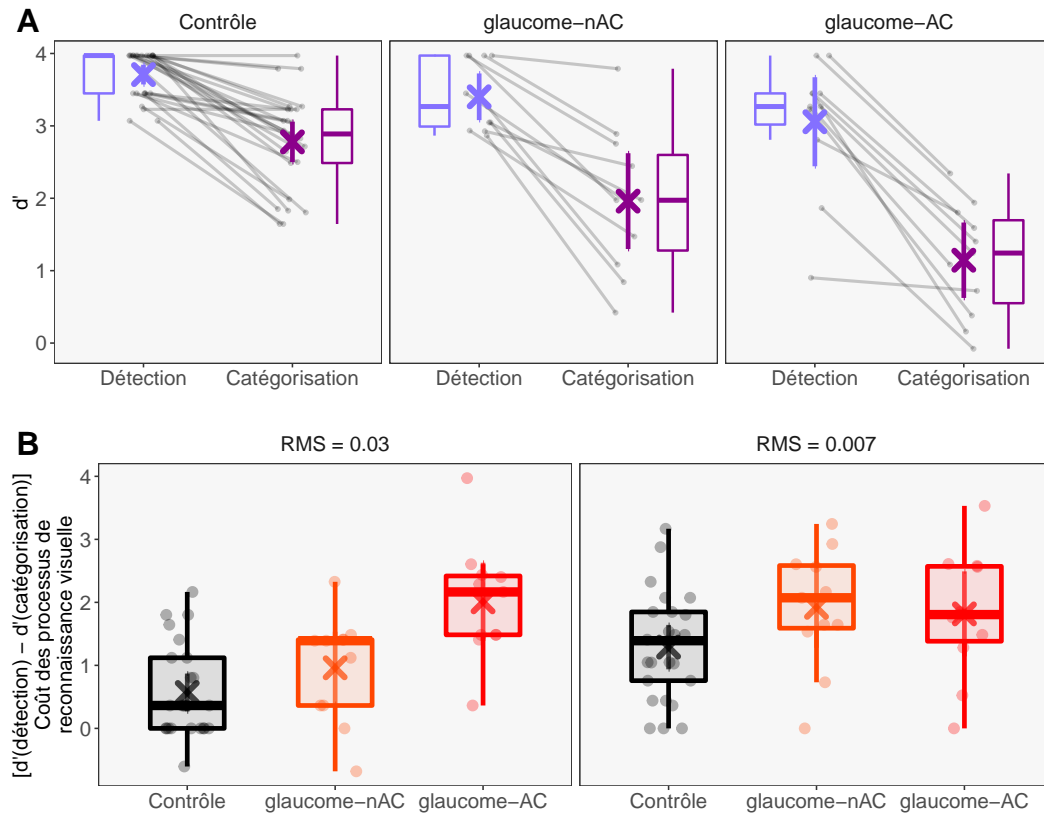 A
Contrôle
glaucome−nAC
glaucome−AC
d'
4
3
2
1
0
Détection
Catégorisation
Détection
Catégorisation
Détection
Catégorisation
B
RMS = 0.03
RMS = 0.007
[d'(détection) − d'(catégorisation)]
Coût des processus de
reconnaissance visuelle
4
3
2
1
0
Contrôle
glaucome−nAC
glaucome−AC
Contrôle
glaucome−nAC
glaucome−AC